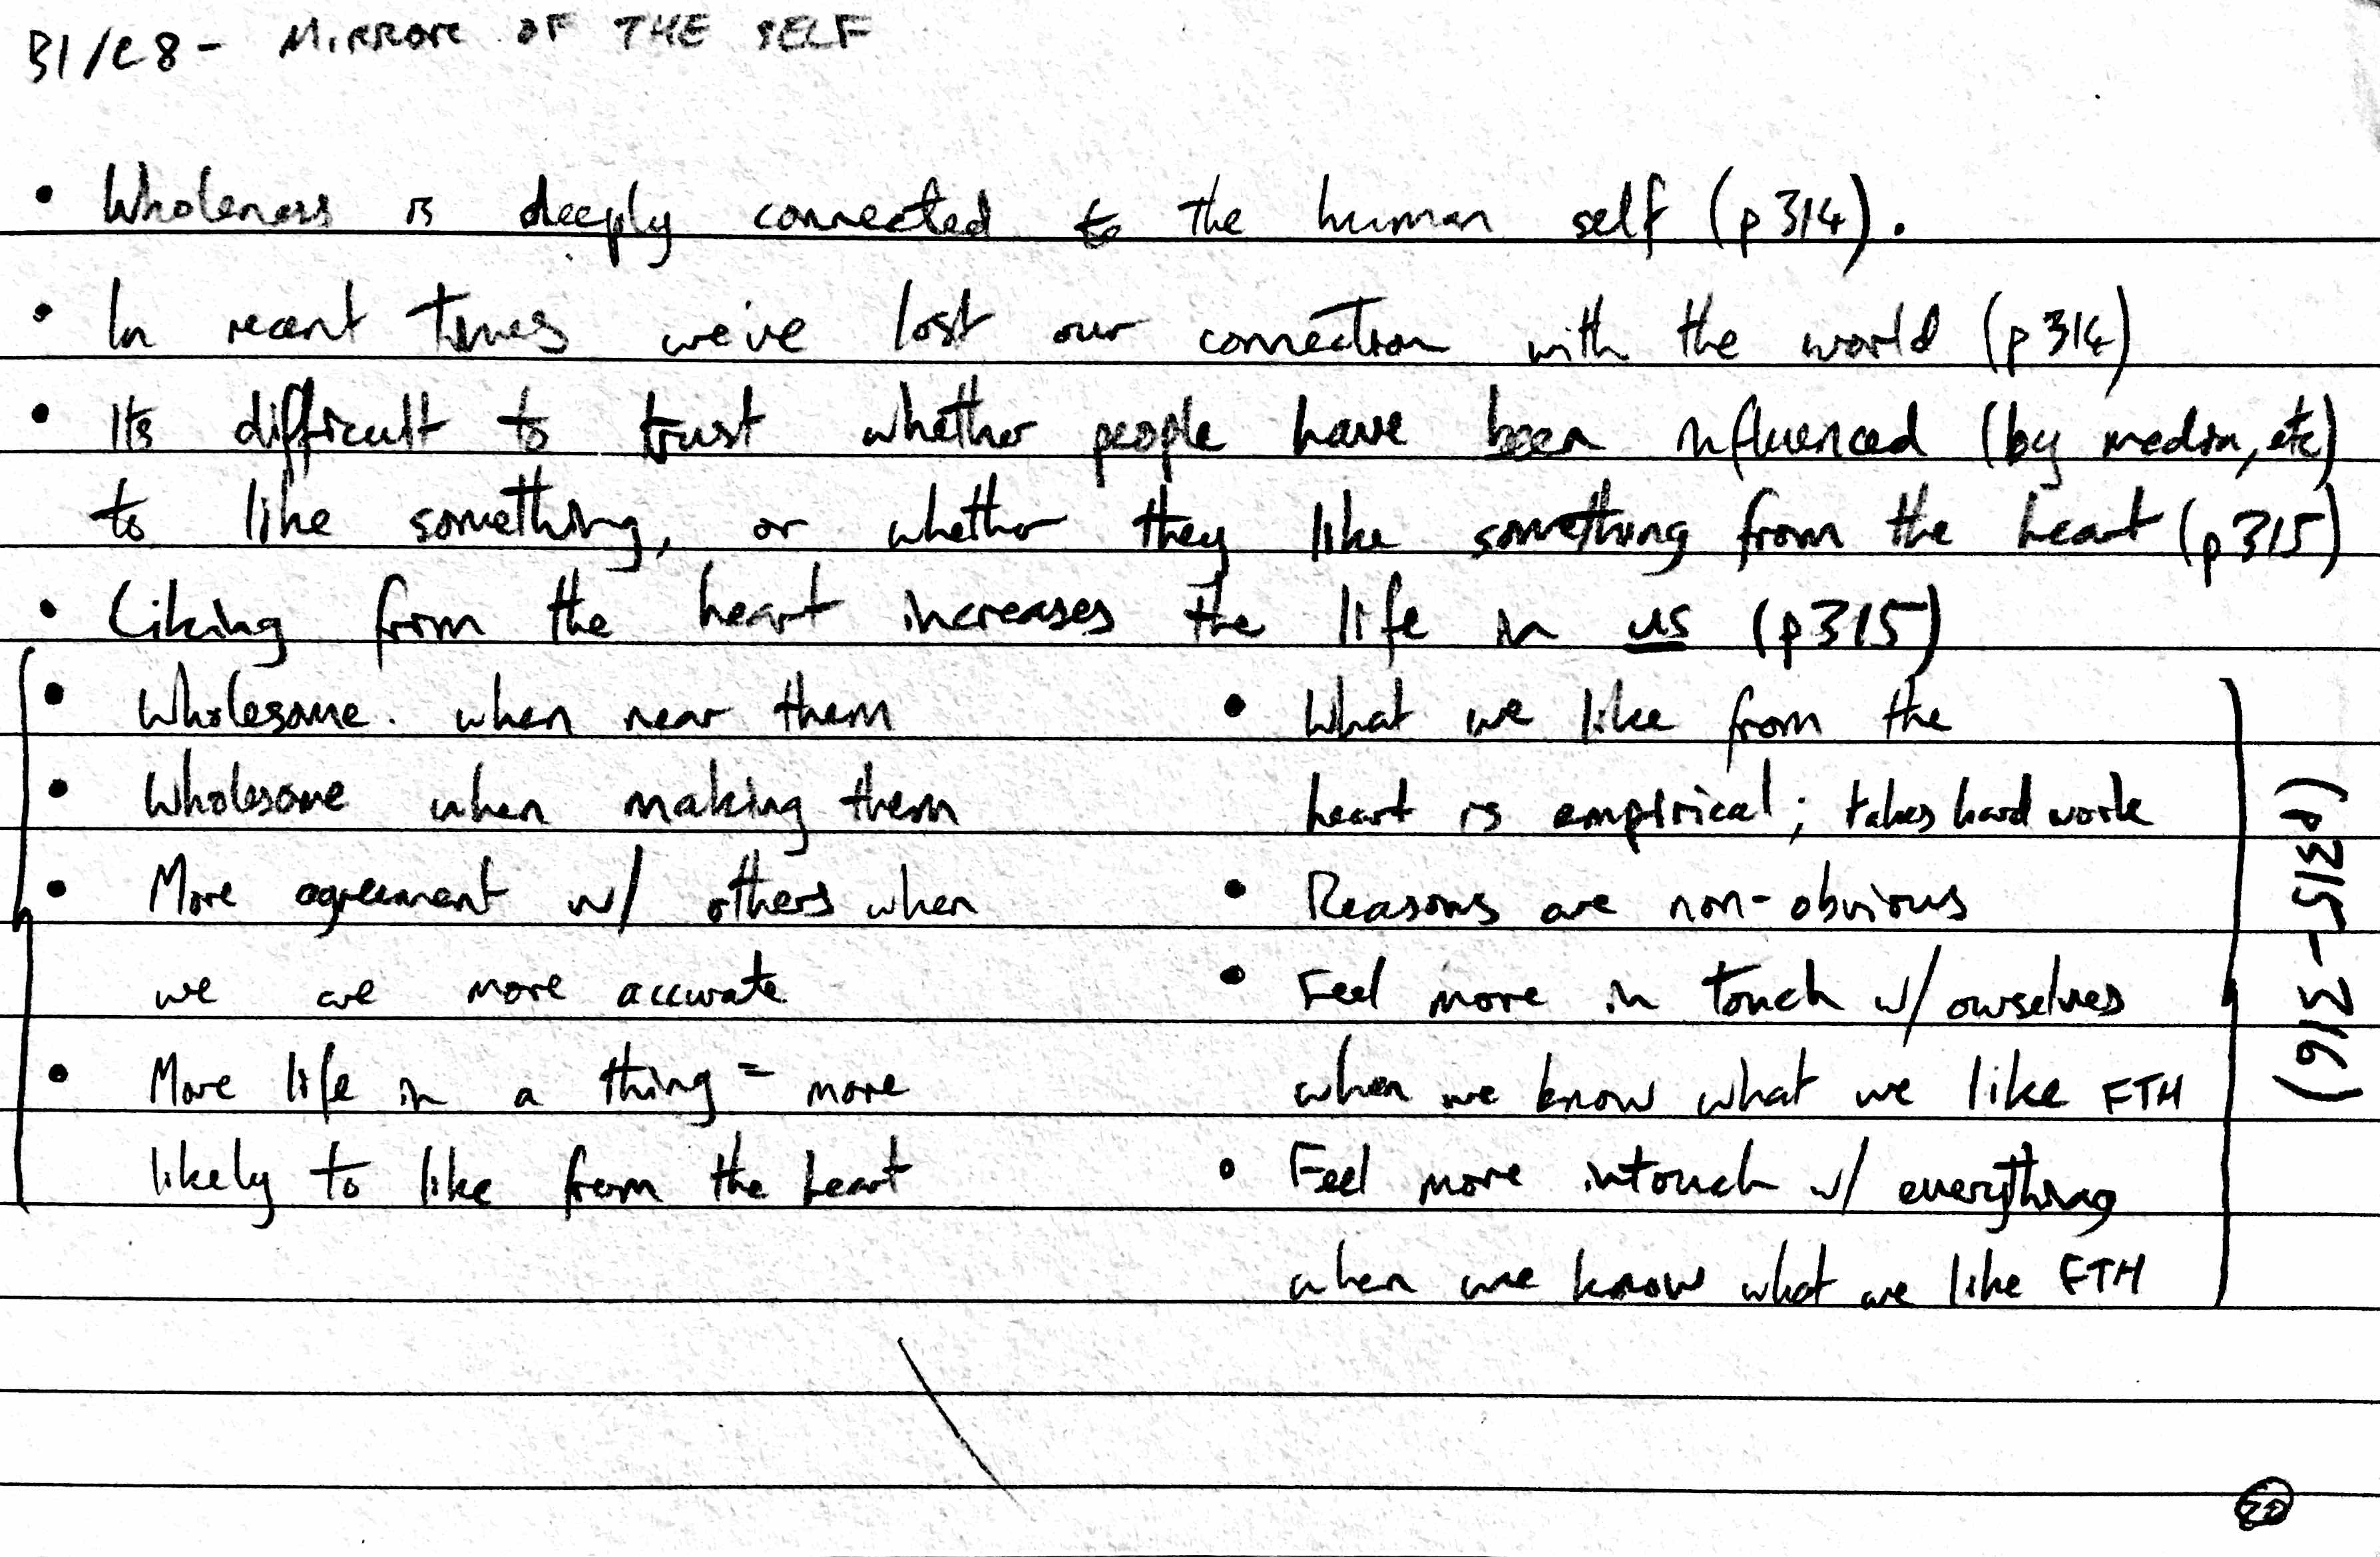 B1/C8 - MIRROR OF THE SELF
• Wholeness is deeply connected to the human self (p314).
• In recent times we've lost our connection with the world (p314)
• Its difficult to trust whether people have been influenced (by media, etc)
to like something, or whether they like something from the heart (p315)
• Liking from the heart increases the life in us (p315)
• Wholesome when near them
• Wholesome when making them
• More agreement w/ others when
we are more accurate
• More life in a thing = more
likely to like from the heart
• What we like from the
heart is empirical; takes hard work
• Reasons are non-obvious
• Feel more in touch w/ ourselves
when we know what we like FTH
• Feel more intouch w/ everything
when we know what we like FTH
(p315-316)
20